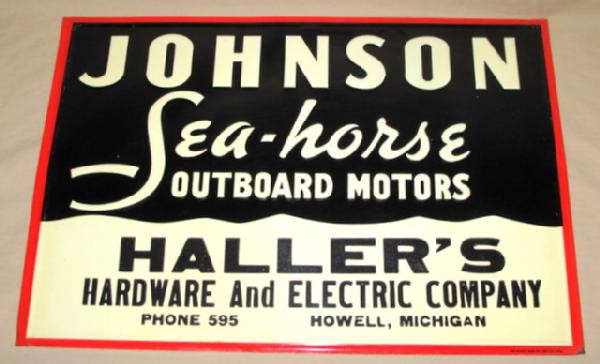 JOHNSON
Sea-horse
OUTBOARD MOTORS
HALLER'S
HARDWARE And ELECTRIC COMPANY
PHONE 595 HOWELL, MICHIGAN